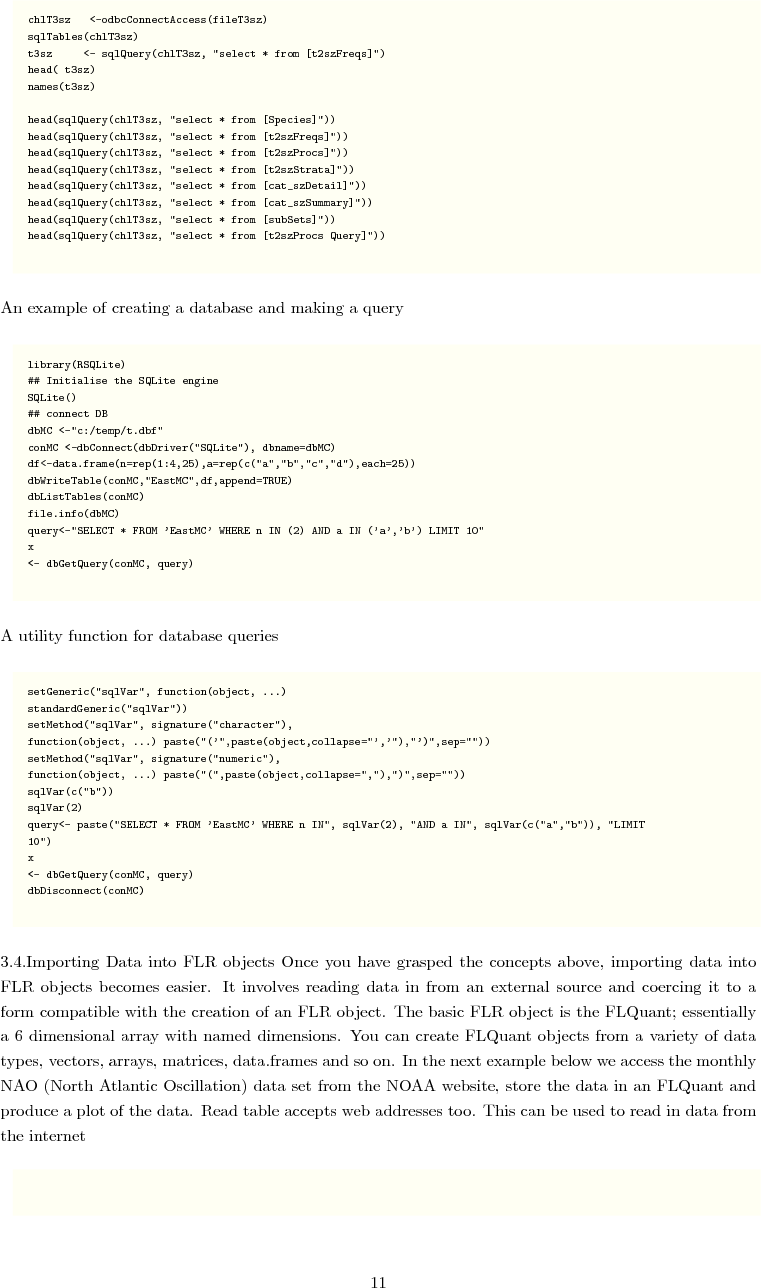 chlT3sz   <-odbcConnectAccess(fileT3sz)
sqlTables(chlT3sz)
t3sz     <- sqlQuery(chlT3sz, "select * from [t2szFreqs]")
head( t3sz)
names(t3sz)
head(sqlQuery(chlT3sz, "select * from [Species]"))
head(sqlQuery(chlT3sz, "select * from [t2szFreqs]"))
head(sqlQuery(chlT3sz, "select * from [t2szProcs]"))
head(sqlQuery(chlT3sz, "select * from [t2szStrata]"))
head(sqlQuery(chlT3sz, "select * from [cat_szDetail]"))
head(sqlQuery(chlT3sz, "select * from [cat_szSummary]"))
head(sqlQuery(chlT3sz, "select * from [subSets]"))
head(sqlQuery(chlT3sz, "select * from [t2szProcs Query]"))
An example of creating a database and making a query
library(RSQLite)
## Initialise the SQLite engine
SQLite()
## connect DB
dbMC <-"c:/temp/t.dbf"
conMC <-dbConnect(dbDriver("SQLite"), dbname=dbMC)
df<-data.frame(n=rep(1:4,25),a=rep(c("a","b","c","d"),each=25))
dbWriteTable(conMC,"EastMC",df,append=TRUE)
dbListTables(conMC)
file.info(dbMC)
query<-"SELECT * FROM ’EastMC’ WHERE n IN (2) AND a IN (’a’,’b’) LIMIT 10"
x
<- dbGetQuery(conMC, query)
A utility function for database queries
setGeneric("sqlVar", function(object, ...)
standardGeneric("sqlVar"))
setMethod("sqlVar", signature("character"),
function(object, ...) paste("(’",paste(object,collapse="’,’"),"’)",sep=""))
setMethod("sqlVar", signature("numeric"),
function(object, ...) paste("(",paste(object,collapse=","),")",sep=""))
sqlVar(c("b"))
sqlVar(2)
query<- paste("SELECT * FROM ’EastMC’ WHERE n IN", sqlVar(2), "AND a IN", sqlVar(c("a","b")), "LIMIT
10")
x
<- dbGetQuery(conMC, query)
dbDisconnect(conMC)
3.4.Importing Data into FLR objects Once you have grasped the concepts above, importing data into
FLR objects becomes easier. It involves reading data in from an external source and coercing it to a
form compatible with the creation of an FLR object. The basic FLR object is the FLQuant; essentially
a 6 dimensional array with named dimensions. You can create FLQuant objects from a variety of data
types, vectors, arrays, matrices, data.frames and so on. In the next example below we access the monthly
NAO (North Atlantic Oscillation) data set from the NOAA website, store the data in an FLQuant and
produce a plot of the data. Read table accepts web addresses too. This can be used to read in data from
the internet
11